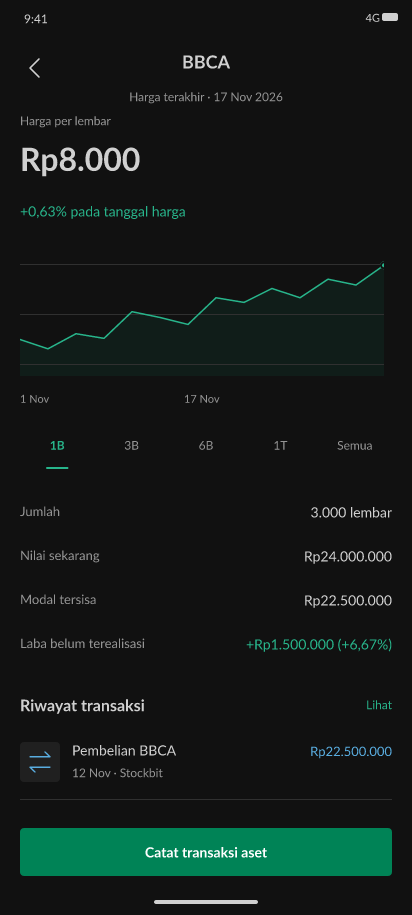 9:41
4G
BBCA
Harga terakhir · 17 Nov 2026
Harga per lembar
Rp8.000
+0,63% pada tanggal harga
1 Nov
17 Nov
1B
3B
6B
1T
Semua
Jumlah
3.000 lembar
Nilai sekarang
Rp24.000.000
Modal tersisa
Rp22.500.000
Laba belum terealisasi
+Rp1.500.000 (+6,67%)
Riwayat transaksi
Lihat
Pembelian BBCA
Rp22.500.000
12 Nov · Stockbit
Catat transaksi aset